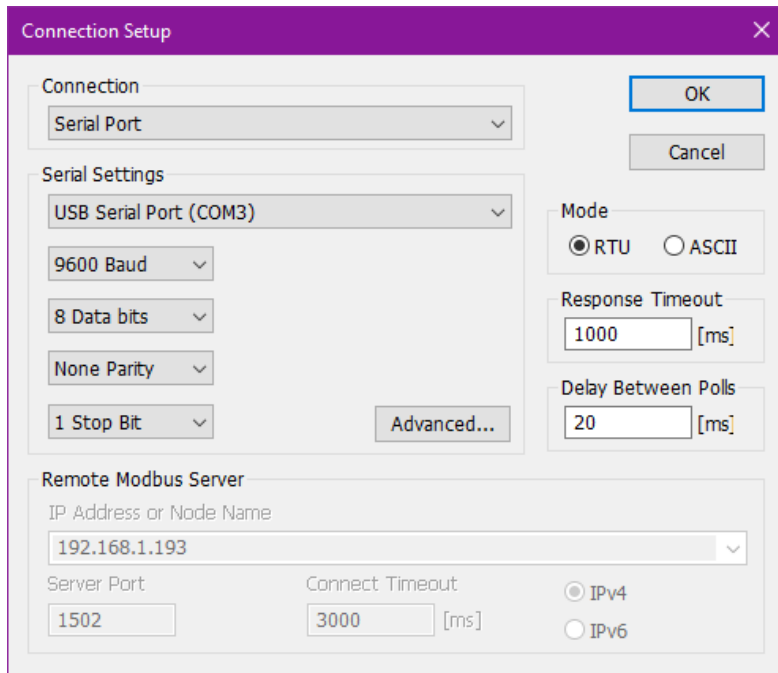 Connection Setup
Connection
OK
Serial Port
Cancel
Serial Settings
USB Serial Port (COM3)
Mode
RTU ASCII
9600 Baud
8 Data bits
Response Timeout
1000 [ms]
None Parity
Delay Between Polls
1 Stop Bit Advanced... 20 [ms]
Remote Modbus Server
IP Address or Node Name
192.168.1.193
Server Port Connect Timeout
IPv4
1502 3000 [ms]
IPv6